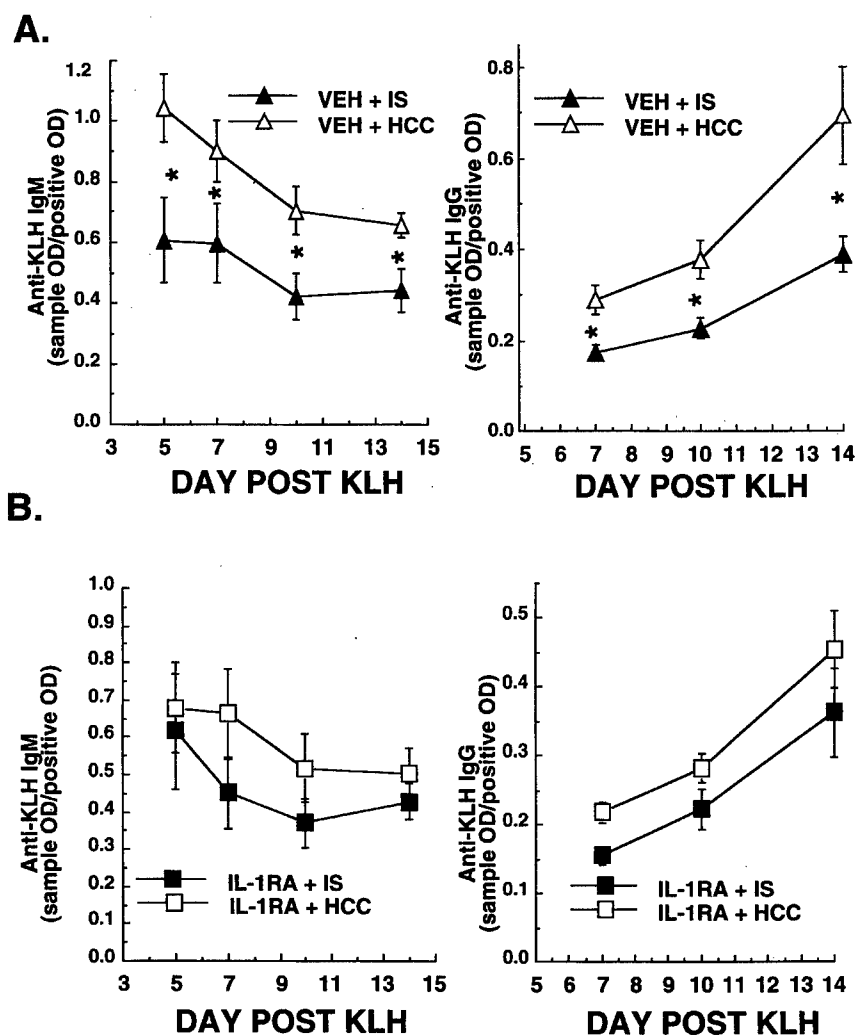 A.
1.2
1.0
0.8
0.6
0.4
0.2
0.0
Anti-KLH IgM
(sample OD/positive OD)
VEH + IS
VEH + HCC
*
*
*
*
3 5 7 9 11 13 15
DAY POST KLH
0.8
0.6
0.4
0.2
0.0
Anti-KLH IgG
(sample OD/positive OD)
VEH + IS
VEH + HCC
*
*
*
5 6 7 8 9 10 11 12 13 14
DAY POST KLH
B.
1.0
0.9
0.8
0.7
0.6
0.5
0.4
0.3
0.2
0.1
0.0
Anti-KLH IgM
(sample OD/positive OD)
IL-1RA + IS
IL-1RA + HCC
3 5 7 9 11 13 15
DAY POST KLH
0.5
0.4
0.3
0.2
0.1
0.0
Anti-KLH IgG
(sample OD/positive OD)
IL-1RA + IS
IL-1RA + HCC
5 6 7 8 9 10 11 12 13 14
DAY POST KLH